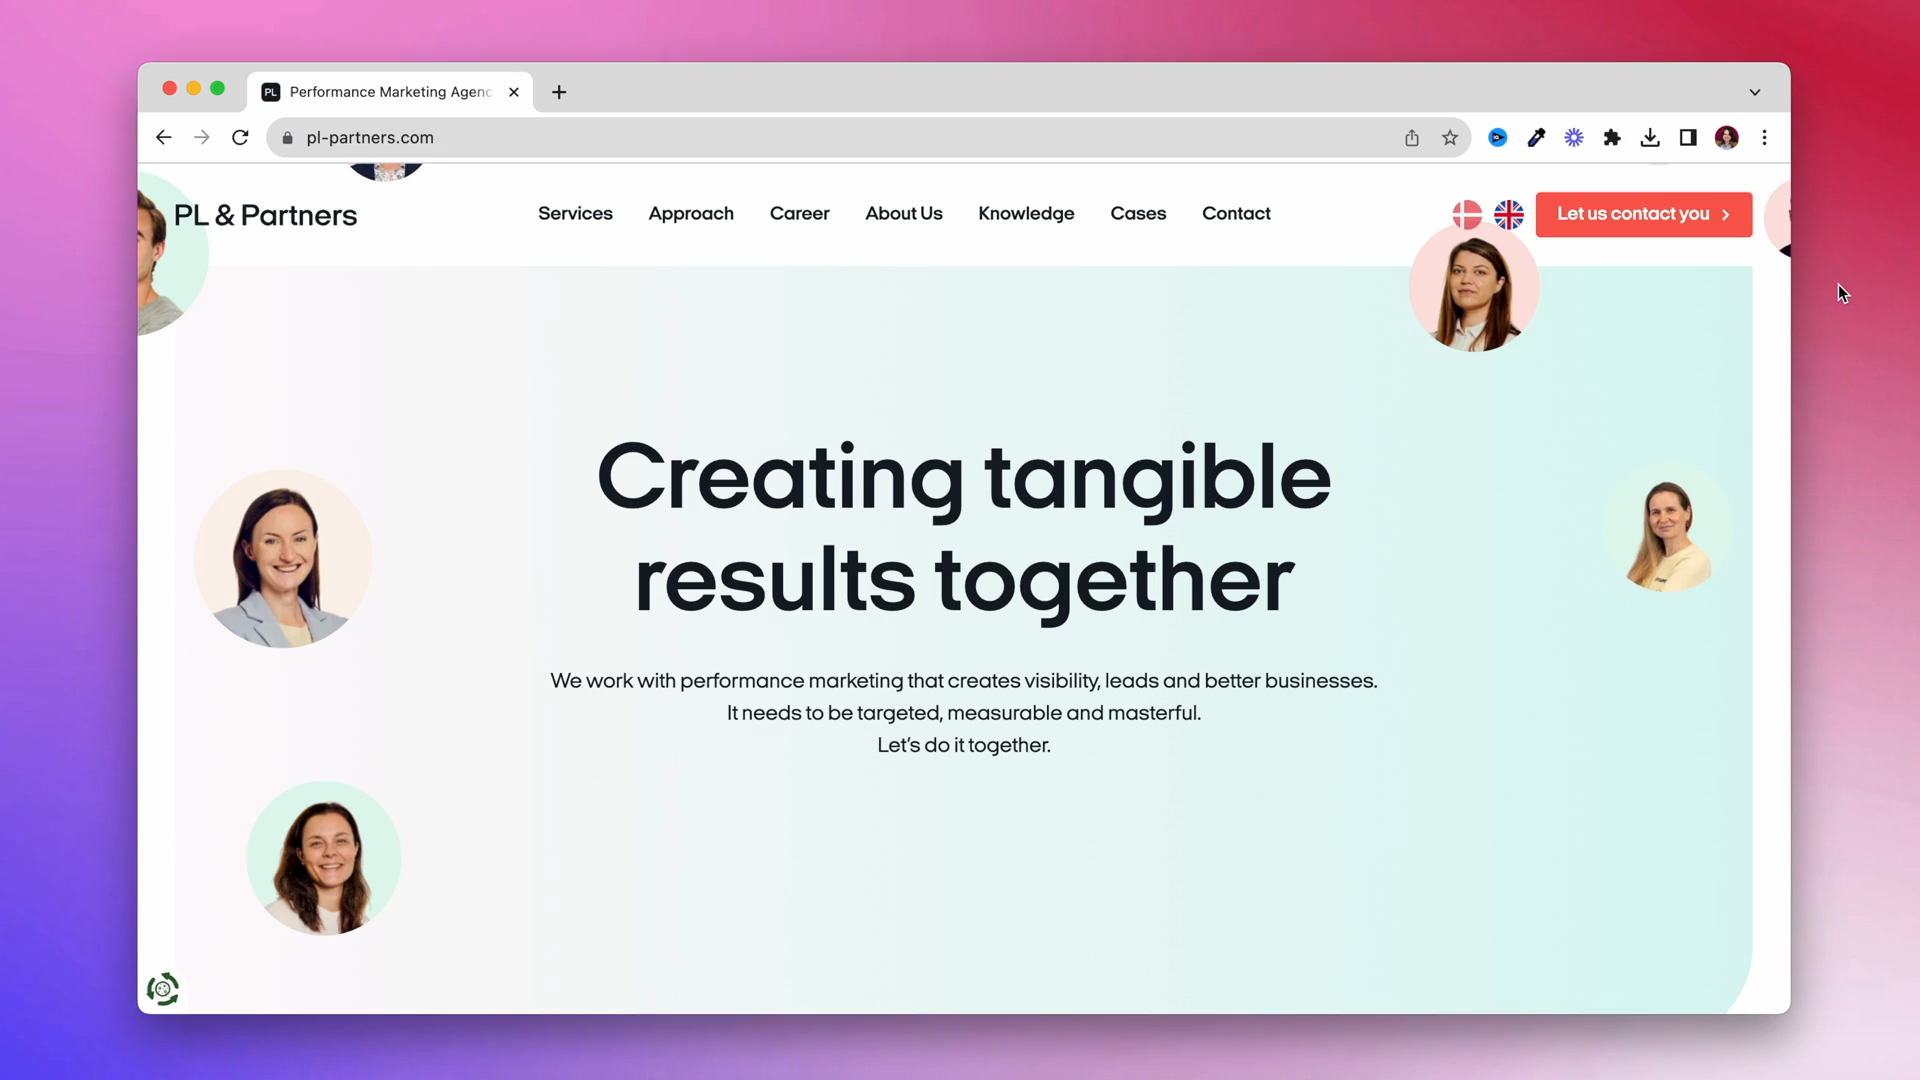 PL Performance Marketing Agenc
pl-partners.com
PL & Partners
Services Approach Career About Us Knowledge Cases Contact
Let us contact you
Creating tangible
results together
We work with performance marketing that creates visibility, leads and better businesses.
It needs to be targeted, measurable and masterful.
Let's do it together.